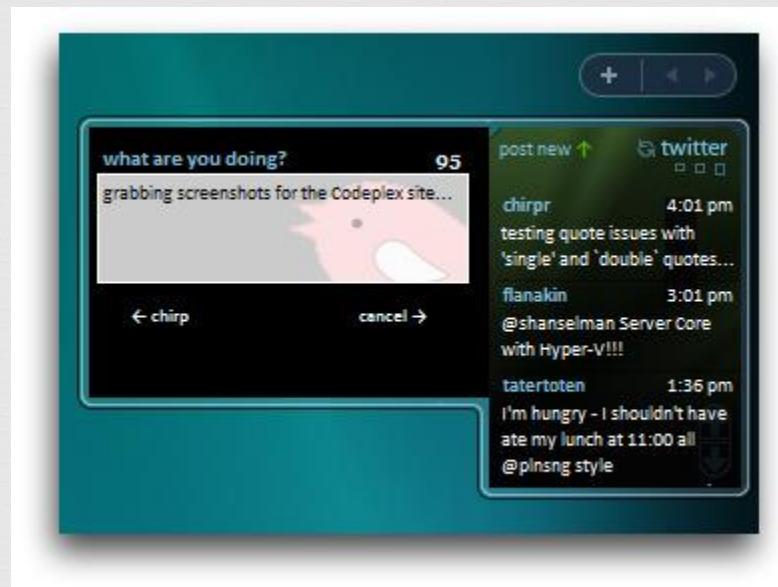 what are you doing? 95
grabbing screenshots for the Codeplex site...
← chirp cancel →
post new ↑ twitter
chirpr 4:01 pm
testing quote issues with
'single' and `double` quotes...
flanakin 3:01 pm
@shanselman Server Core
with Hyper-V!!!
tatertoten 1:36 pm
I'm hungry - I shouldn't have
ate my lunch at 11:00 all
@plnsng style